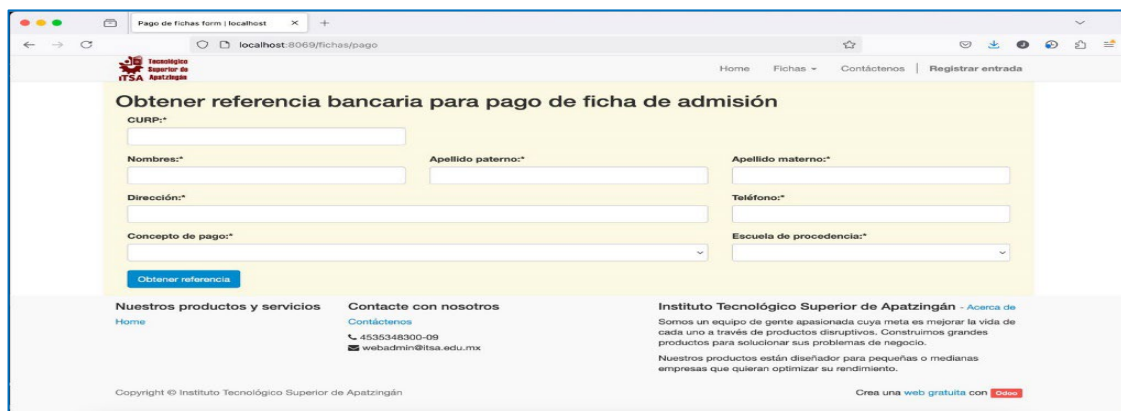 Pago de fichas form | localhost
localhost:8069/fichas/pago
Tecnológico
Superior de
Apatzingán
ITSA
Home Fichas Contáctenos Registrar entrada
Obtener referencia bancaria para pago de ficha de admisión
CURP:*
Nombres:* Apellido paterno:* Apellido materno:*
Dirección:* Teléfono:*
Concepto de pago:* Escuela de procedencia:*
Obtener referencia
Nuestros productos y servicios
Home
Contacte con nosotros
Contáctenos
4535348300-09
webadmin@itsa.edu.mx
Instituto Tecnológico Superior de Apatzingán - Acerca de
Somos un equipo de gente apasionada cuya meta es mejorar la vida de
cada uno a través de productos disruptivos. Construimos grandes
productos para solucionar sus problemas de negocio.
Nuestros productos están diseñador para pequeñas o medianas
empresas que quieran optimizar su rendimiento.
Copyright © Instituto Tecnológico Superior de Apatzingán
Crea una web gratuita con Odoo